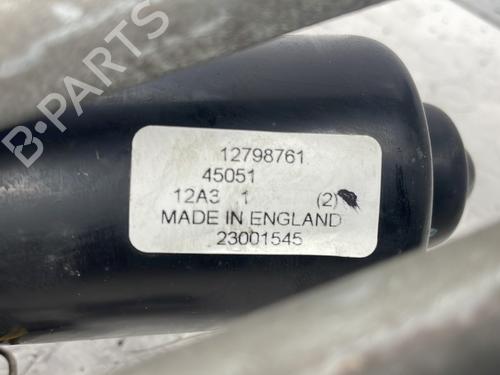 B-Parts
12798761
45051
12A3 1 (2)
MADE IN ENGLAND
23001545